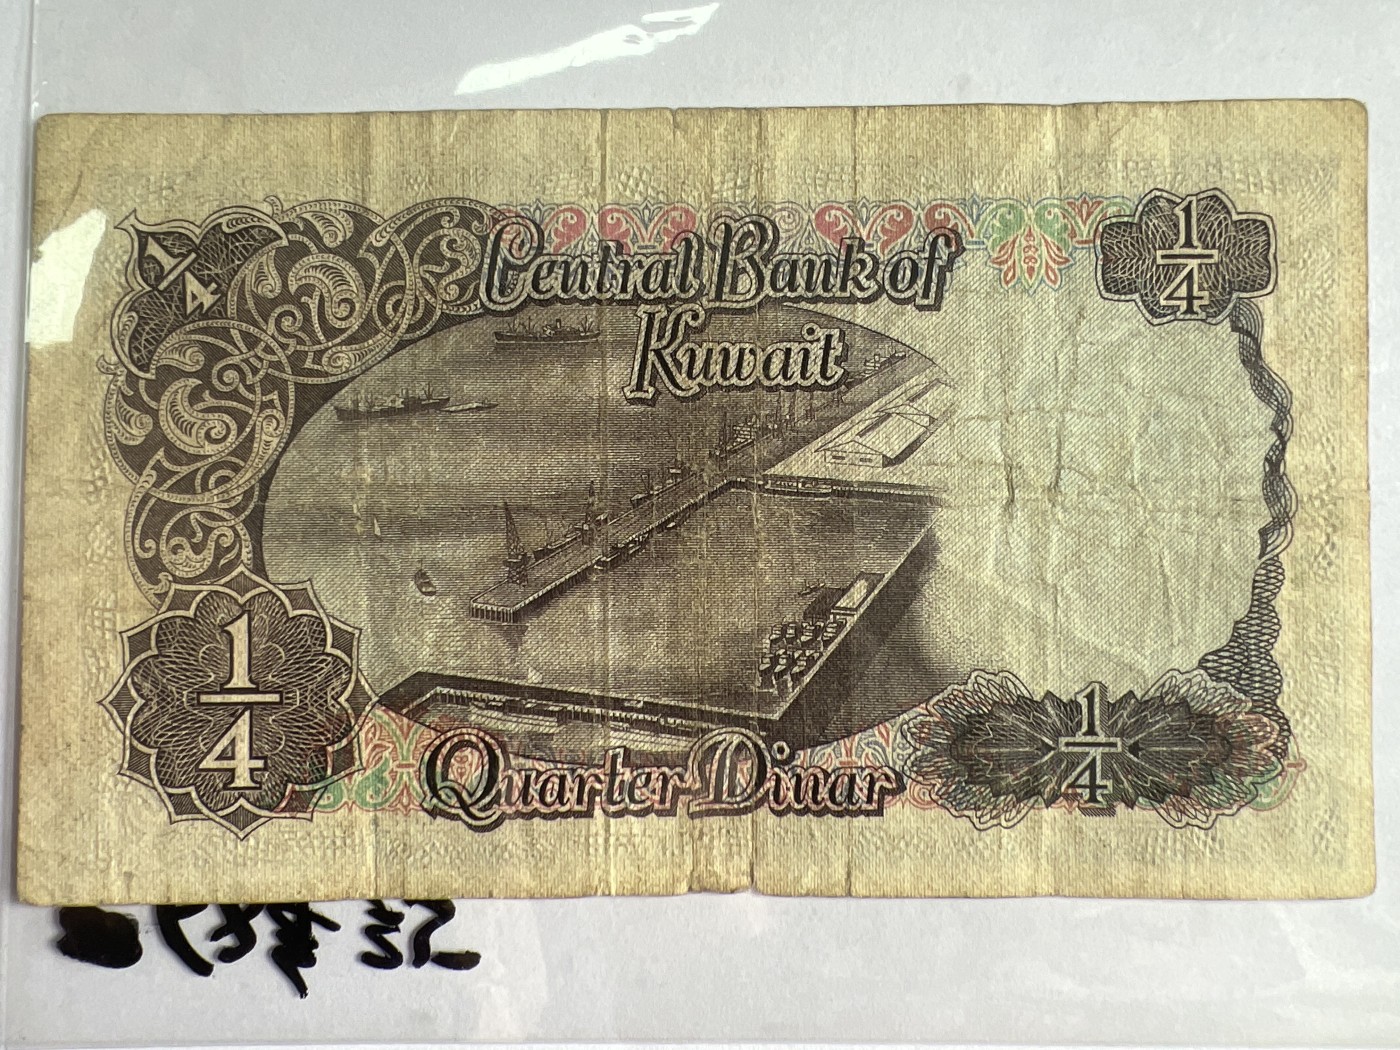 1/4
1/4
Central Bank of
Kuwait
1/4
1/4
Quarter Dinar